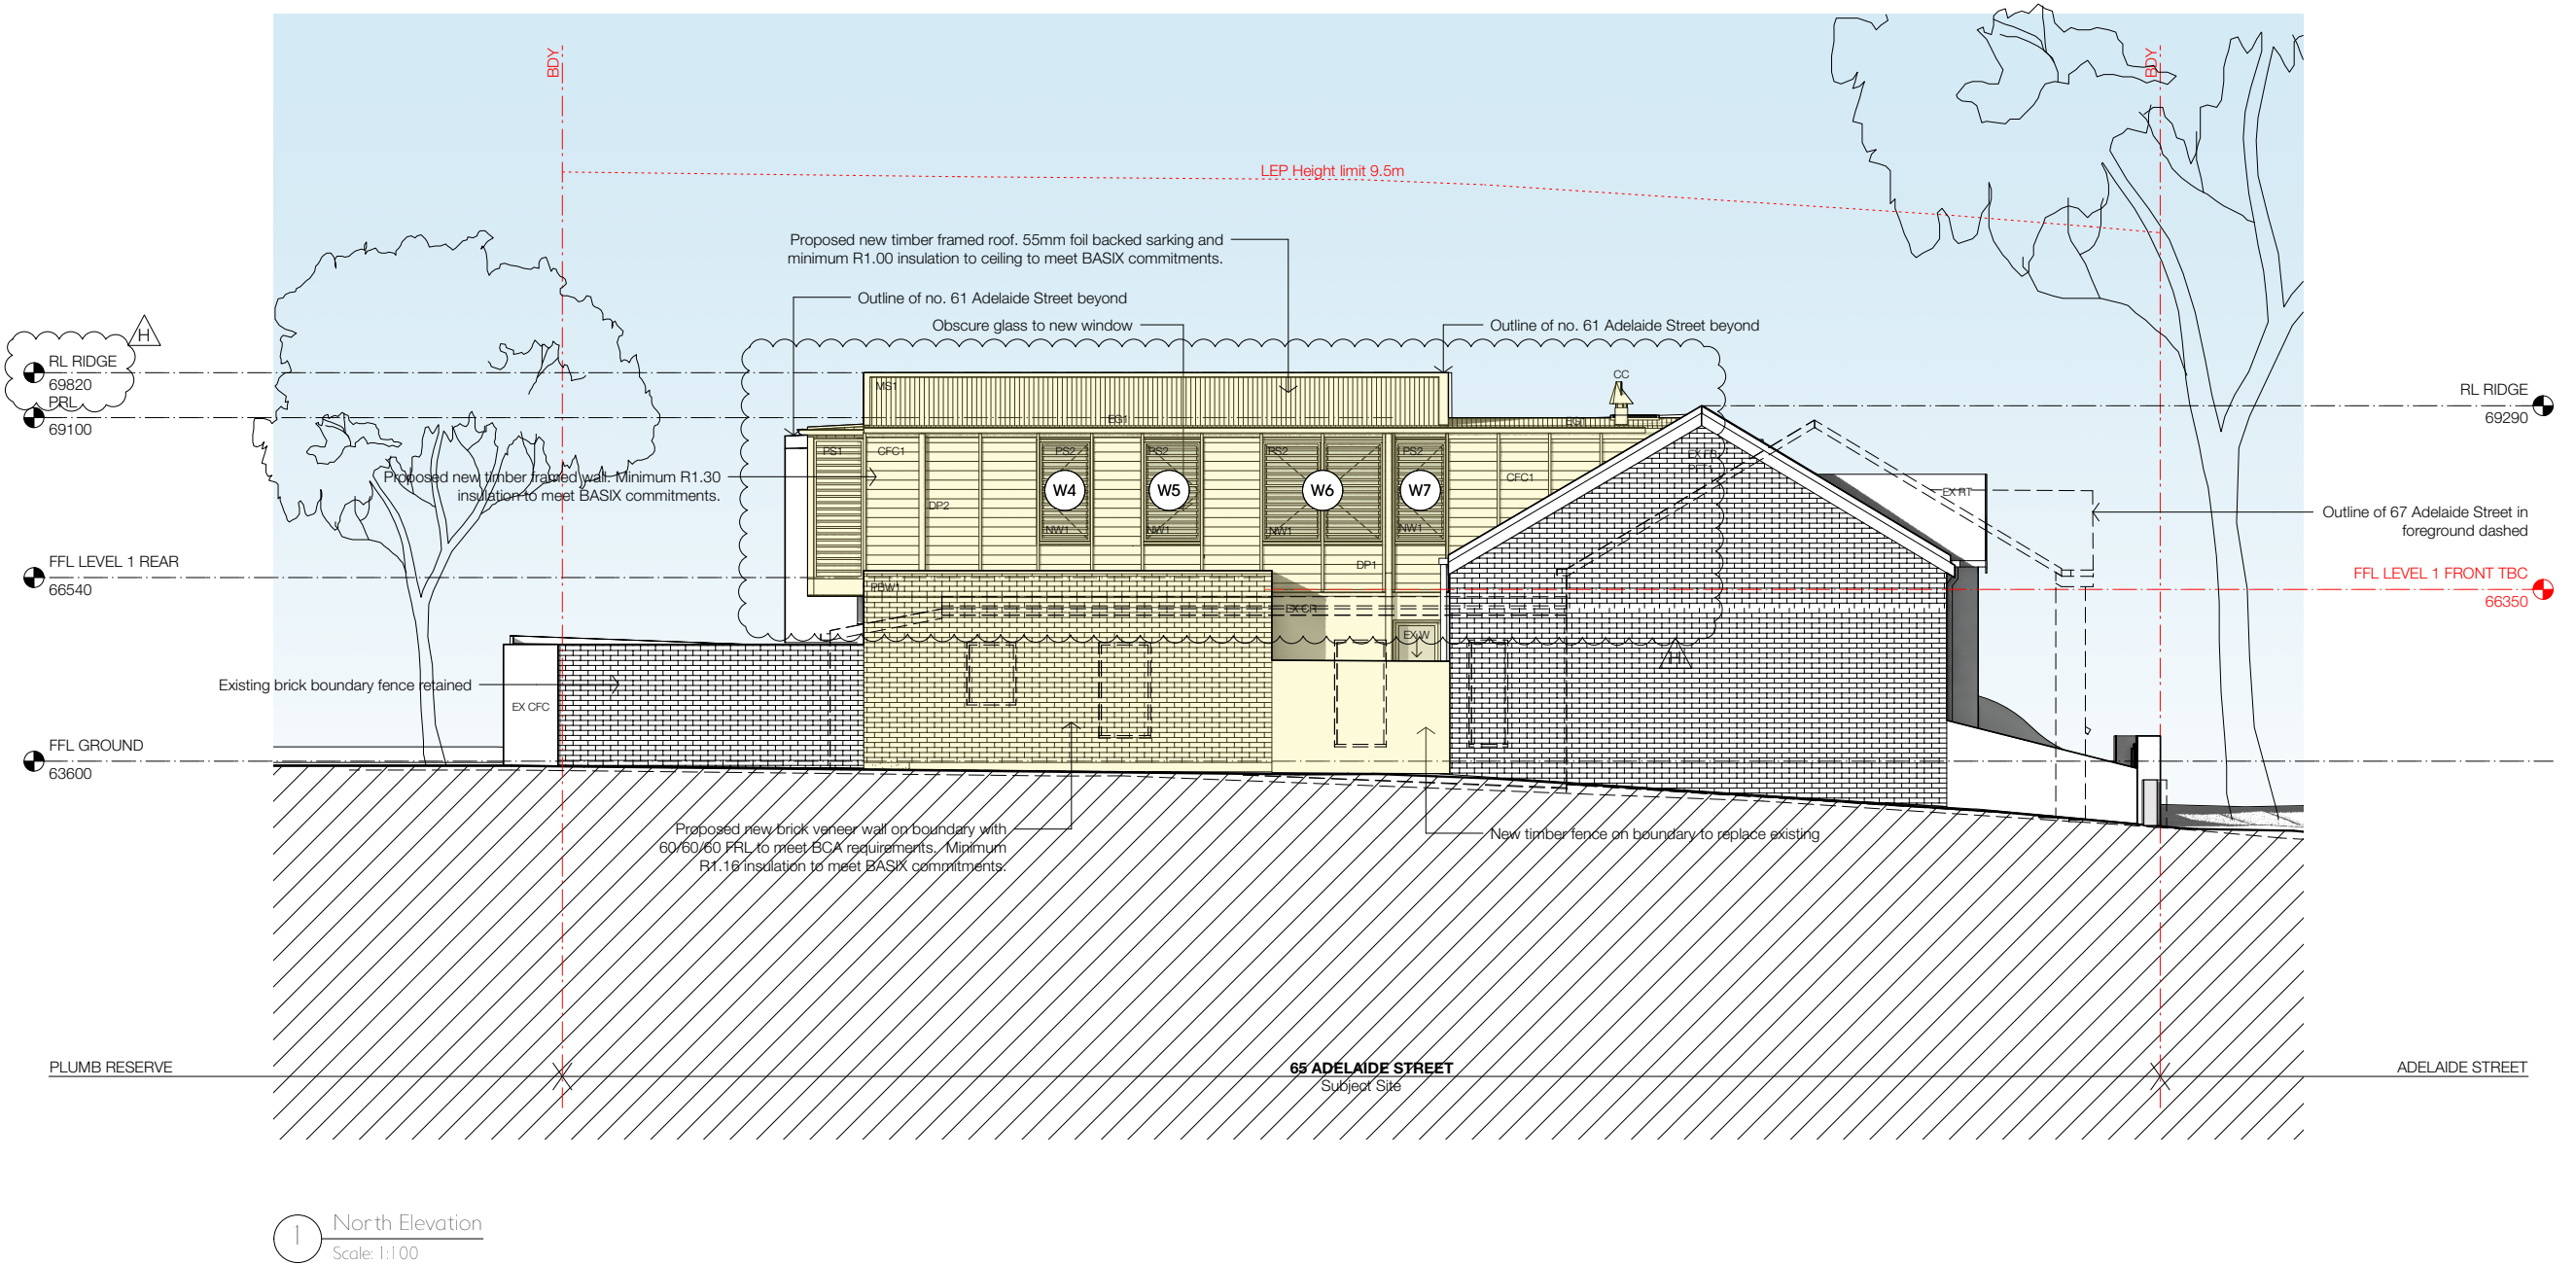 BDY
BDY
LEP Height limit 9.5m
Proposed new timber framed roof. 55mm foil backed sarking and
minimum R1.00 insulation to ceiling to meet BASIX commitments.
Outline of no. 61 Adelaide Street beyond
Obscure glass to new window
Outline of no. 61 Adelaide Street beyond
H
RL RIDGE
69820
PRL
69100
RL RIDGE
69290
CC
MS1
EG1
EG1
PS1
CFC1
PS2
PS2
PS2
PS2
Proposed new timber framed wall. Minimum R1.30
insulation to meet BASIX commitments.
W4
W5
W6
W7
CFC1
EX RT
DP2
NW1
NW1
NW1
NW1
Outline of 67 Adelaide Street in
foreground dashed
FFL LEVEL 1 REAR
66540
DP1
FFL LEVEL 1 FRONT TBC
66350
PBW1
EX CR
EX W
H
Existing brick boundary fence retained
EX CFC
FFL GROUND
63600
Proposed new brick veneer wall on boundary with
60/60/60 FRL to meet BCA requirements. Minimum
R1.16 insulation to meet BASIX commitments.
New timber fence on boundary to replace existing
PLUMB RESERVE
65 ADELAIDE STREET
Subject Site
ADELAIDE STREET
1
North Elevation
Scale: 1:100